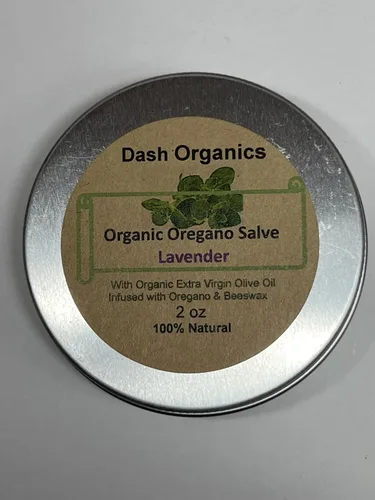 Dash Organics
Organic Oregano Salve
Lavender
With Organic Extra Virgin Olive Oil
Infused with Oregano & Beeswax
2 oz
100% Natural